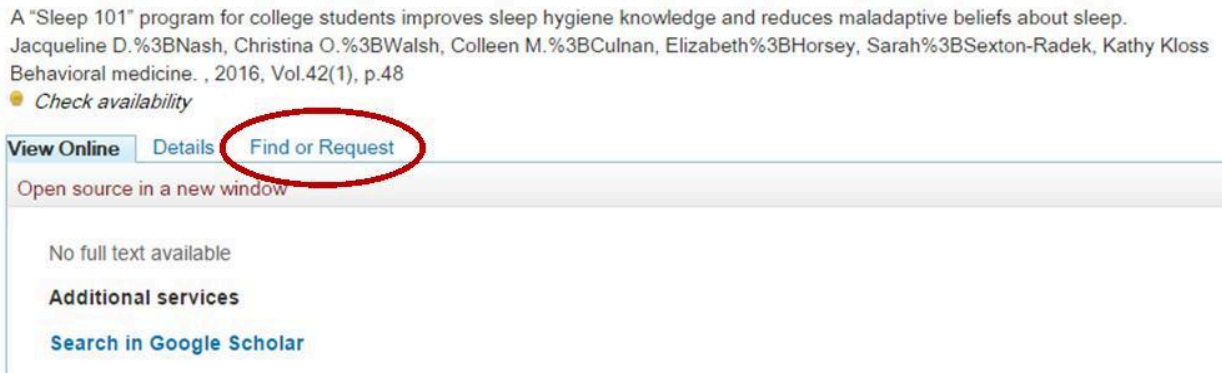 A “Sleep 101” program for college students improves sleep hygiene knowledge and reduces maladaptive beliefs about sleep.
Jacqueline D.%3BNash, Christina O.%3BWalsh, Colleen M.%3BCulnan, Elizabeth%3BHorsey, Sarah%3BSexton-Radek, Kathy Kloss
Behavioral medicine. , 2016, Vol.42(1), p.48
Check availability
View Online Details Find or Request
Open source in a new window
No full text available
Additional services
Search in Google Scholar